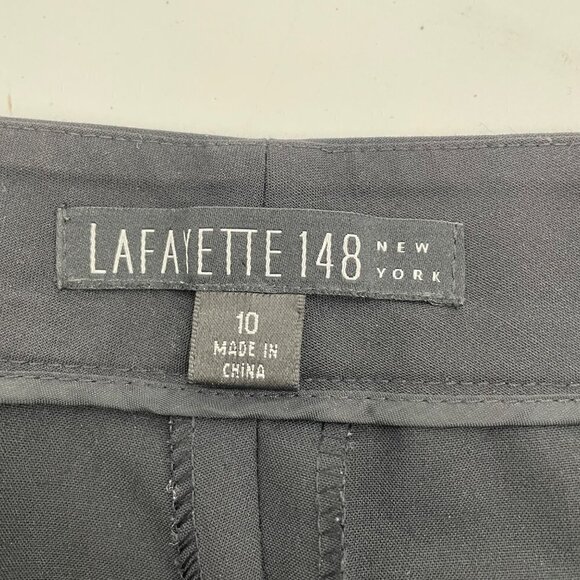 LAFAYETTE 148 NEW YORK
10
MADE IN
CHINA